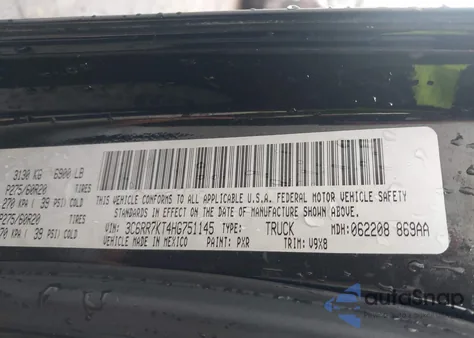 3130 KG 6900 LB
P275/60R20 TIRES
270 KPA ( 39 PSI) COLD
P275/60R20 TIRES
270 KPA ( 39 PSI) COLD
THIS VEHICLE CONFORMS TO ALL APPLICABLE U.S.A. FEDERAL MOTOR VEHICLE SAFETY
STANDARDS IN EFFECT ON THE DATE OF MANUFACTURE SHOWN ABOVE.
VIN: 3C6RR7KT4HG751145 TYPE: TRUCK MDH: 062208 869AA
VEHICLE MADE IN MEXICO PAINT: PXR TRIM: V9X8
autoSnap